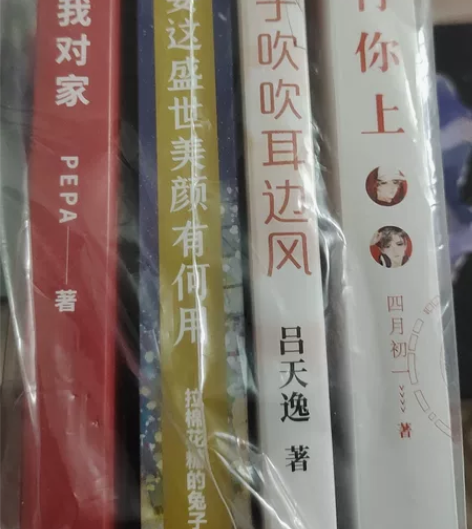 我对家
PEPA——著
要这盛世美颜有何用
拉棉花糖的兔子
吹吹耳边风
吕天逸 著
你上
四月初一 >>>> 著